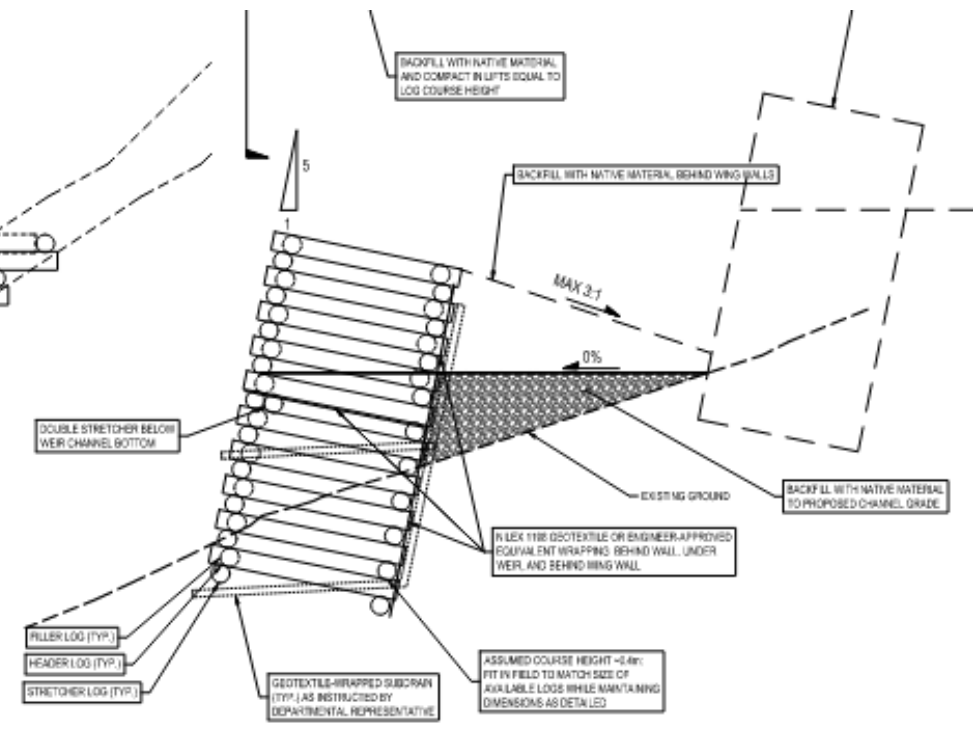 BACKFILL WITH NATIVE MATERIAL
AND COMPACT IN LIFTS EQUAL TO
LOG COURSE HEIGHT
5
1
BACKFILL WITH NATIVE MATERIAL BEHIND WING WALLS
MAX 3:1
0%
DOUBLE STRETCHER BELOW
WEIR CHANNEL BOTTOM
EXISTING GROUND
BACKFILL WITH NATIVE MATERIAL
TO PROPOSED CHANNEL GRADE
NILEX 1198 GEOTEXTILE OR ENGINEER-APPROVED
EQUIVALENT WRAPPING BEHIND WALL, UNDER
WEIR, AND BEHIND WING WALL
FILLER LOG (TYP.)
HEADER LOG (TYP.)
STRETCHER LOG (TYP.)
GEOTEXTILE-WRAPPED SUBDRAIN
(TYP.) AS INSTRUCTED BY
DEPARTMENTAL REPRESENTATIVE
ASSUMED COURSE HEIGHT ~0.4m;
FIT IN FIELD TO MATCH SIZE OF
AVAILABLE LOGS WHILE MAINTAINING
DIMENSIONS AS DETAILED